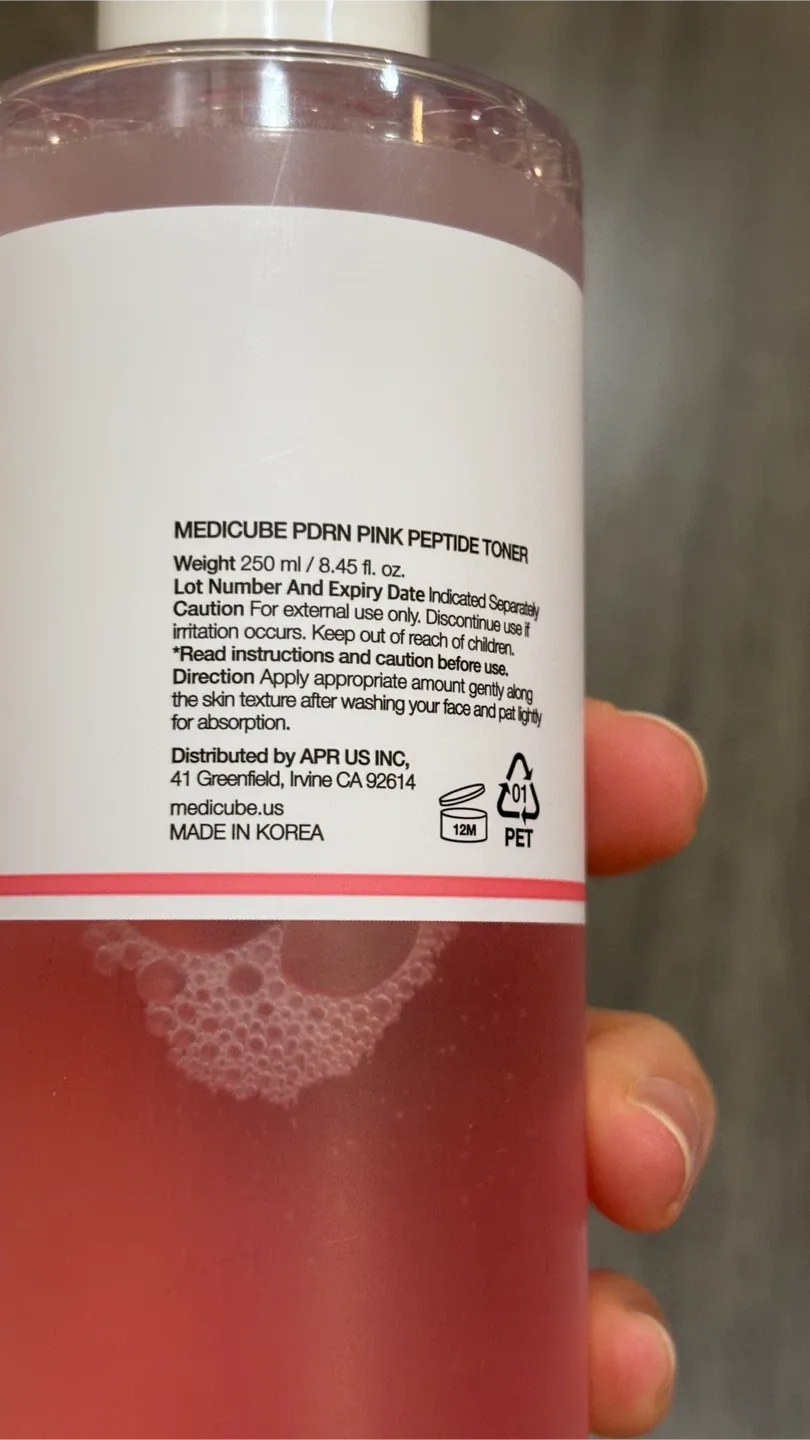 MEDICUBE PDRN PINK PEPTIDE TONER
Weight 250 ml / 8.45 fl. oz.
Lot Number And Expiry Date Indicated Separately
Caution For external use only. Discontinue use if
irritation occurs. Keep out of reach of children.
*Read instructions and caution before use.
Direction Apply appropriate amount gently along
the skin texture after washing your face and pat lightly
for absorption.
Distributed by APR US INC,
41 Greenfield, Irvine CA 92614
medicube.us
MADE IN KOREA
12M
01
PET